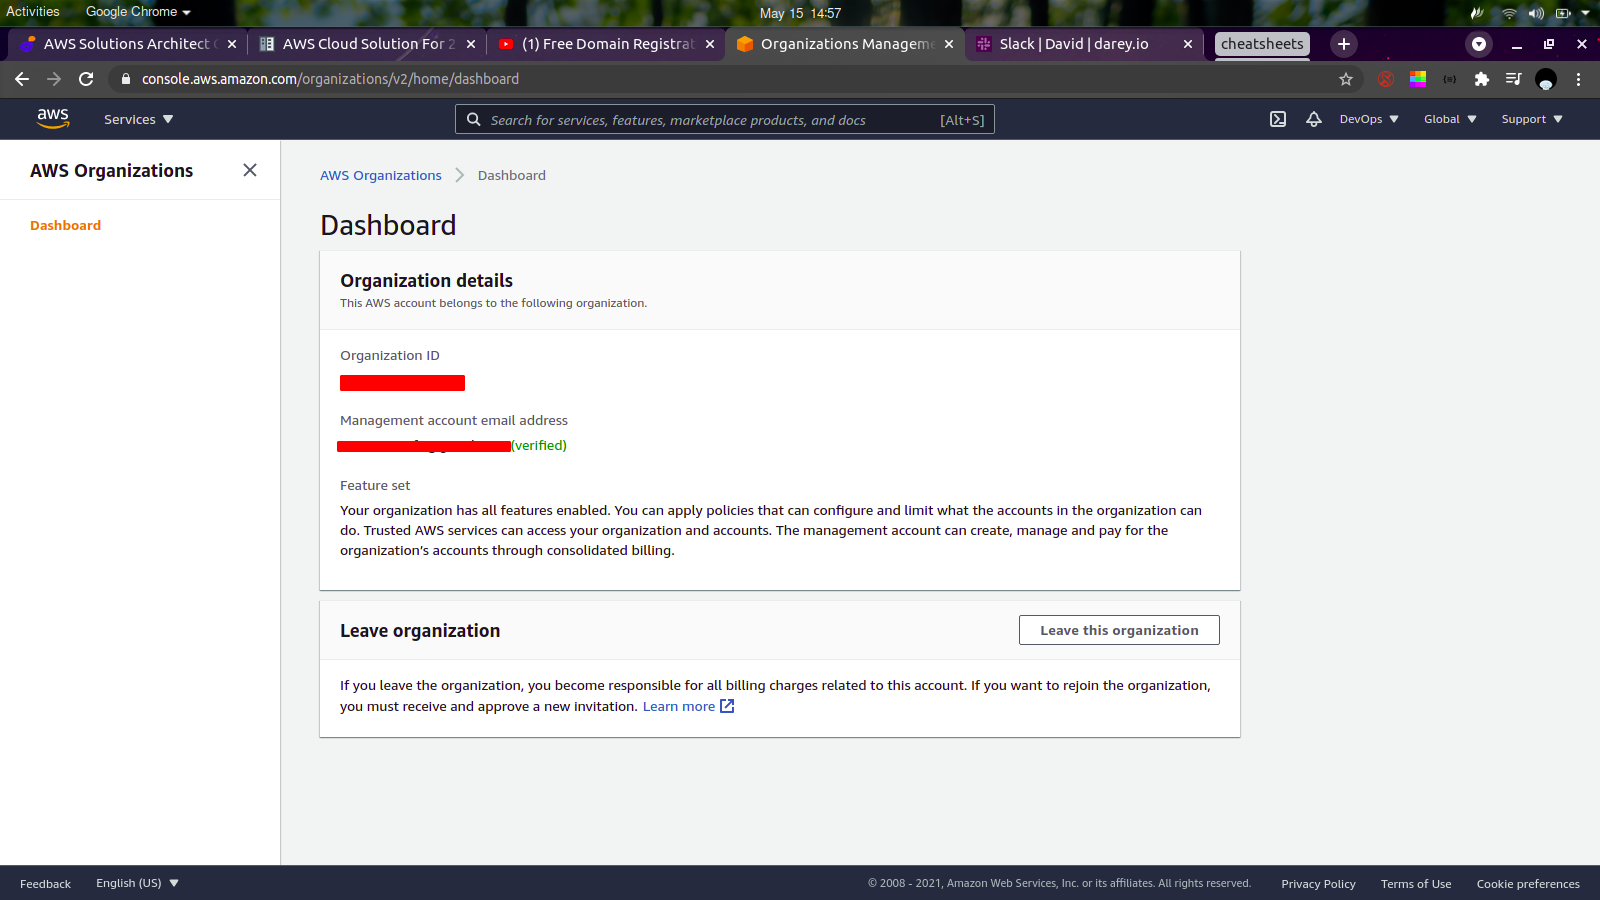 Activities Google Chrome May 15 14:57
AWS Solutions Architect AWS Cloud Solution For 2 (1) Free Domain Registrat Organizations Manageme Slack | David | darey.io cheatsheets
console.aws.amazon.com/organizations/v2/home/dashboard
aws Services Search for services, features, marketplace products, and docs [Alt+S] DevOps Global Support
AWS Organizations
AWS Organizations Dashboard
Dashboard
Dashboard
Organization details
This AWS account belongs to the following organization.
Organization ID
Management account email address
(verified)
Feature set
Your organization has all features enabled. You can apply policies that can configure and limit what the accounts in the organization can
do. Trusted AWS services can access your organization and accounts. The management account can create, manage and pay for the
organization’s accounts through consolidated billing.
Leave organization Leave this organization
If you leave the organization, you become responsible for all billing charges related to this account. If you want to rejoin the organization,
you must receive and approve a new invitation. Learn more
Feedback English (US) © 2008 - 2021, Amazon Web Services, Inc. or its affiliates. All rights reserved. Privacy Policy Terms of Use Cookie preferences